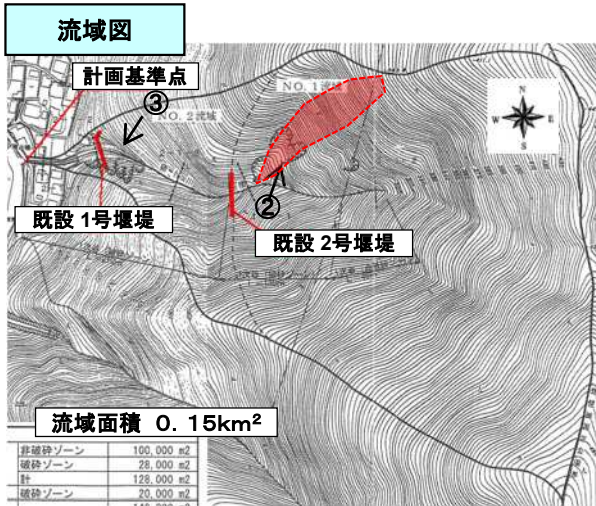 流域図
計画基準点
NO. 1流域
③
NO. 2流域
N
W E
S
②
既設 1号堰堤
既設 2号堰堤
流域面積 0. 15km²
非破砕ゾーン 100,000 m2
破砕ゾーン 28,000 m2
計 128,000 m2
破砕ゾーン 20,000 m2